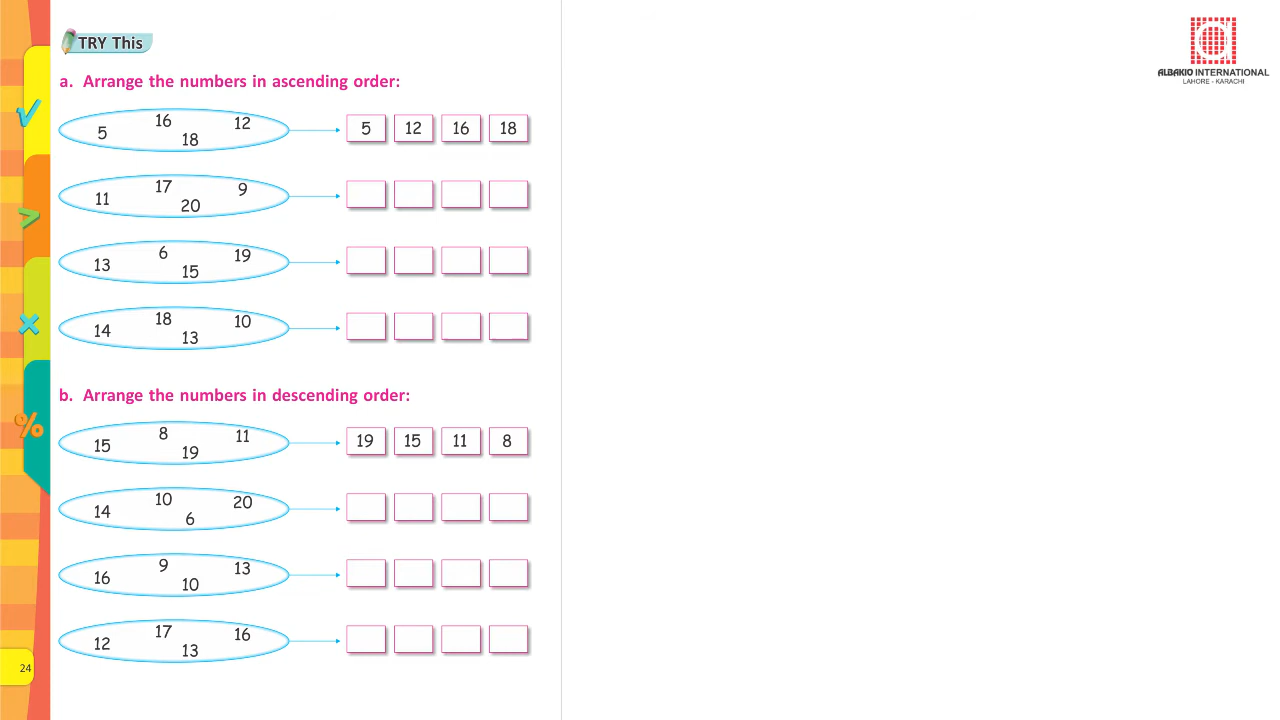 TRY This
ALBAKIO INTERNATIONAL
LAHORE - KARACHI
a. Arrange the numbers in ascending order:
5 16 18 12 5 12 16 18
11 17 20 9
13 6 15 19
14 18 13 10
b. Arrange the numbers in descending order:
15 8 19 11 19 15 11 8
14 10 6 20
16 9 10 13
12 17 13 16
√
>
×
%
24